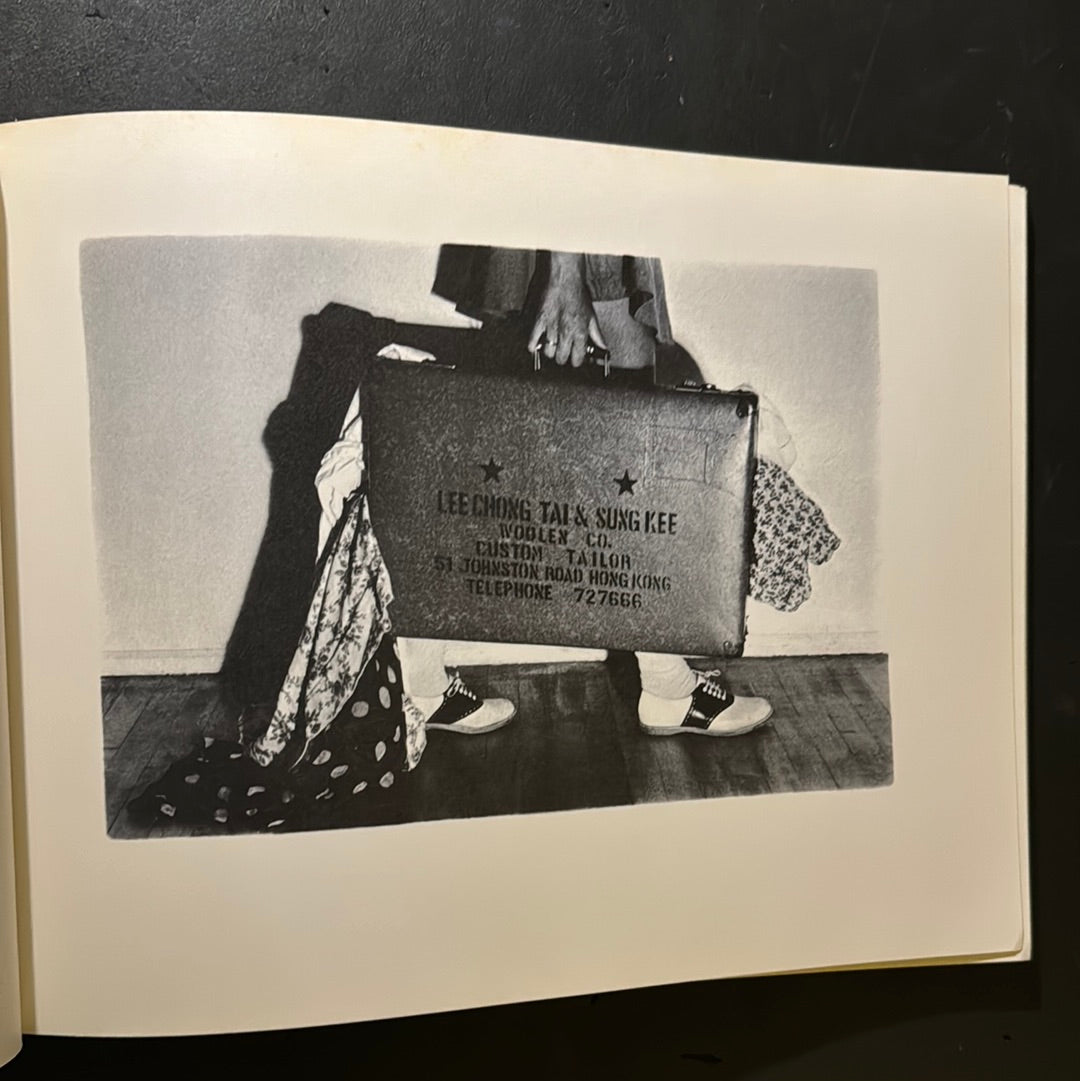 LEE CHONG TAI & SUNG KEE
WOOLEN CO.
CUSTOM TAILOR
51 JOHNSTON ROAD HONG KONG
TELEPHONE 727666